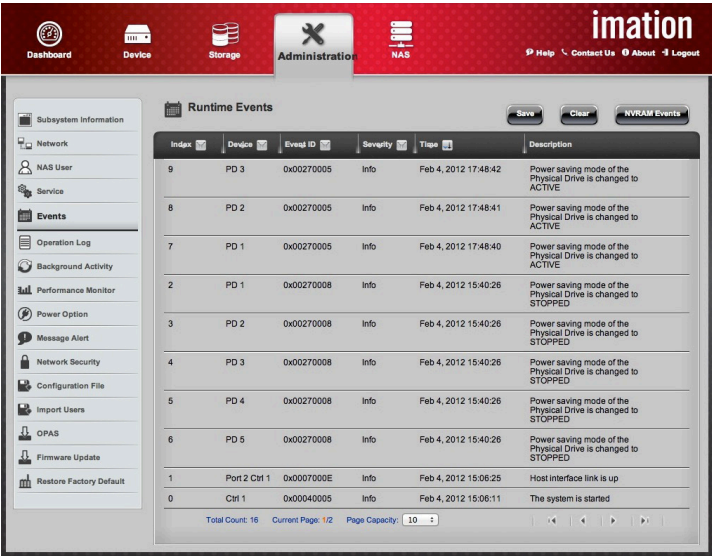 imation
Dashboard
Device
Storage
Administration
NAS
Help Contact Us About Logout
Subsystem Information
Network
NAS User
Service
Events
Operation Log
Background Activity
Performance Monitor
Power Option
Message Alert
Network Security
Configuration File
Import Users
OPAS
Firmware Update
Restore Factory Default
Runtime Events
Save
Clear
NVRAM Events
Index Device Event ID Severity Time Description
9 PD 3 0x00270005 Info Feb 4, 2012 17:48:42 Power saving mode of the
Physical Drive is changed to
ACTIVE
8 PD 2 0x00270005 Info Feb 4, 2012 17:48:41 Power saving mode of the
Physical Drive is changed to
ACTIVE
7 PD 1 0x00270005 Info Feb 4, 2012 17:48:40 Power saving mode of the
Physical Drive is changed to
ACTIVE
2 PD 1 0x00270008 Info Feb 4, 2012 15:40:26 Power saving mode of the
Physical Drive is changed to
STOPPED
3 PD 2 0x00270008 Info Feb 4, 2012 15:40:26 Power saving mode of the
Physical Drive is changed to
STOPPED
4 PD 3 0x00270008 Info Feb 4, 2012 15:40:26 Power saving mode of the
Physical Drive is changed to
STOPPED
5 PD 4 0x00270008 Info Feb 4, 2012 15:40:26 Power saving mode of the
Physical Drive is changed to
STOPPED
6 PD 5 0x00270008 Info Feb 4, 2012 15:40:26 Power saving mode of the
Physical Drive is changed to
STOPPED
1 Port 2 Ctrl 1 0x0007000E Info Feb 4, 2012 15:06:25 Host interface link is up
0 Ctrl 1 0x00040005 Info Feb 4, 2012 15:06:11 The system is started
Total Count: 16 Current Page: 1/2 Page Capacity: 10